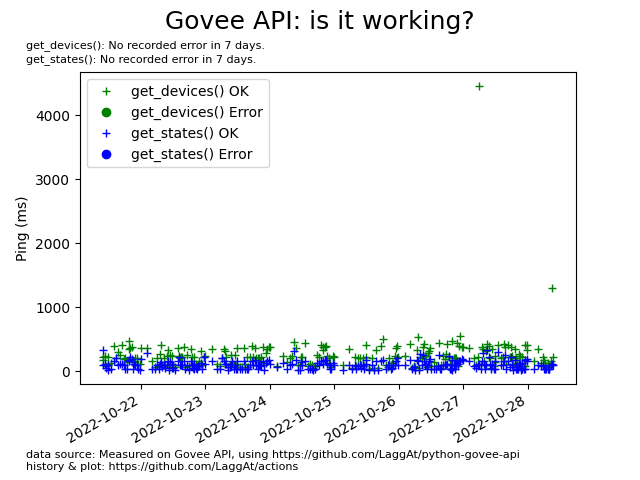 Govee API: is it working?
get_devices(): No recorded error in 7 days.
get_states(): No recorded error in 7 days.
get_devices() OK
get_devices() Error
get_states() OK
get_states() Error
Ping (ms)
4000
3000
2000
1000
0
2022-10-22
2022-10-23
2022-10-24
2022-10-25
2022-10-26
2022-10-27
2022-10-28
data source: Measured on Govee API, using https://github.com/LaggAt/python-govee-api
history & plot: https://github.com/LaggAt/actions